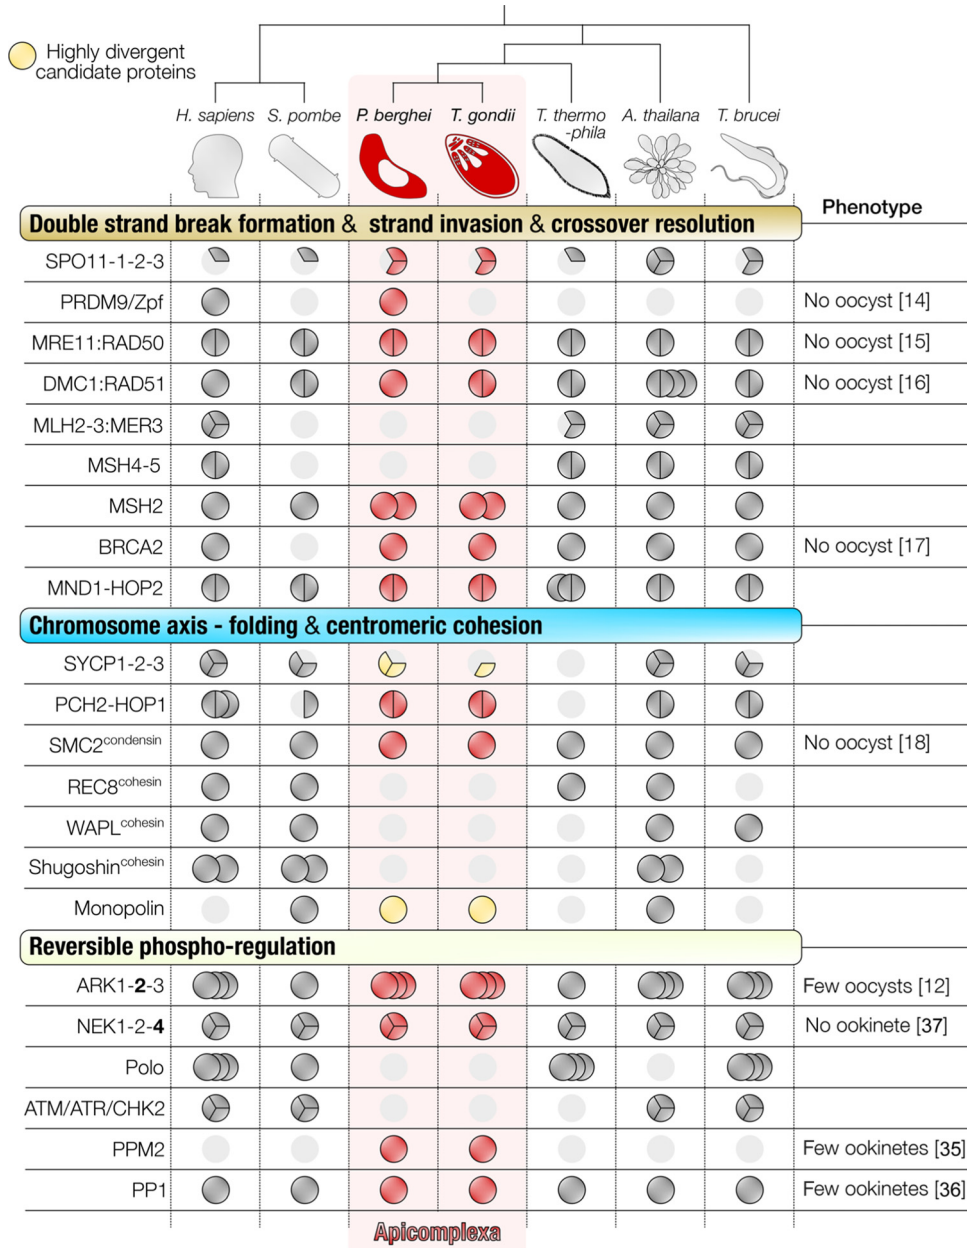 Highly divergent
candidate proteins
H. sapiens S. pombe P. berghei T. gondii T. thermo
-phila A. thailana T. brucei
Phenotype
Double strand break formation & strand invasion & crossover resolution
SPO11-1-2-3
PRDM9/Zpf No oocyst [14]
MRE11:RAD50 No oocyst [15]
DMC1:RAD51 No oocyst [16]
MLH2-3:MER3
MSH4-5
MSH2
BRCA2 No oocyst [17]
MND1-HOP2
Chromosome axis - folding & centromeric cohesion
SYCP1-2-3
PCH2-HOP1
SMC2condensin No oocyst [18]
REC8cohesin
WAPLcohesin
Shugoshincohesin
Monopolin
Reversible phospho-regulation
ARK1-2-3 Few oocysts [12]
NEK1-2-4 No ookinete [37]
Polo
ATM/ATR/CHK2
PPM2 Few ookinetes [35]
PP1 Few ookinetes [36]
Apicomplexa